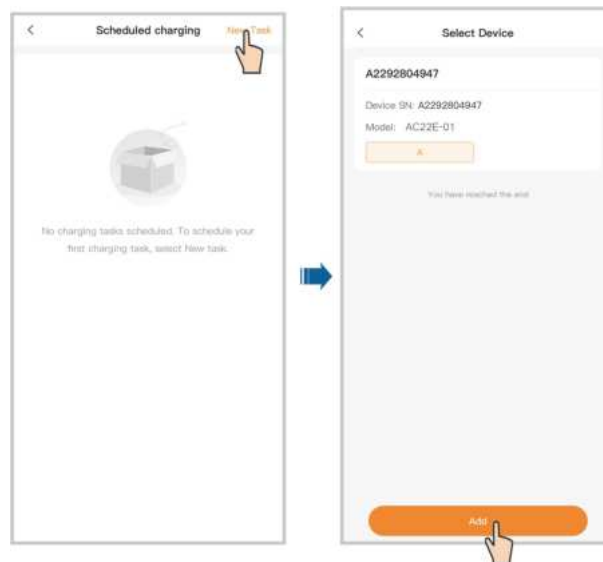 Scheduled charging
New Task
No charging tasks scheduled. To schedule your
first charging task, select New task.
Select Device
A2292804947
Device SN: A2292804947
Model: AC22E-01
A
You have reached the end
Add